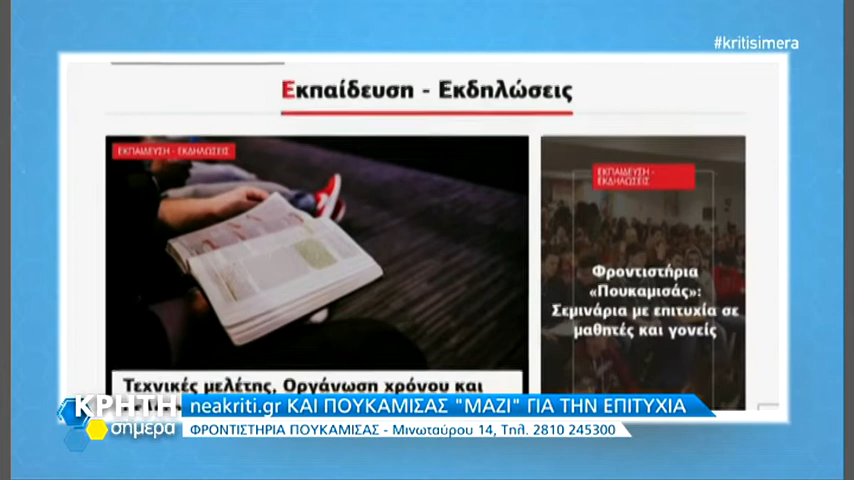 #kritisimera
Εκπαίδευση - Εκδηλώσεις
ΕΚΠΑΙΔΕΥΣΗ - ΕΚΔΗΛΩΣΕΙΣ
ΕΚΠΑΙΔΕΥΣΗ -
ΕΚΔΗΛΩΣΕΙΣ
Φροντιστήρια
«Πουκαμισάς»:
Σεμινάρια με επιτυχία σε
μαθητές και γονείς
Τεχνικές μελέτης, Οργάνωση χρόνου και
ΚΡΗΤΗ
σήμερα
neakriti.gr ΚΑΙ ΠΟΥΚΑΜΙΣΑΣ "ΜΑΖΙ" ΓΙΑ ΤΗΝ ΕΠΙΤΥΧΙΑ
ΦΡΟΝΤΙΣΤΗΡΙΑ ΠΟΥΚΑΜΙΣΑΣ - Μινωταύρου 14, Τηλ. 2810 245300